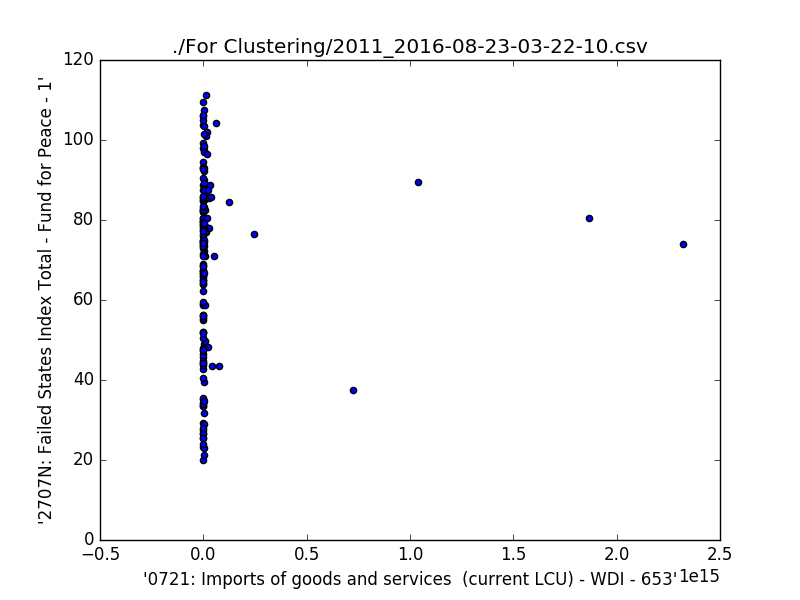 ./For Clustering/2011_2016-08-23-03-22-10.csv
120
100
80
60
40
20
0
'2707N: Failed States Index Total - Fund for Peace - 1'
−0.5 0.0 0.5 1.0 1.5 2.0 2.5
1e15
'0721: Imports of goods and services  (current LCU) - WDI - 653'